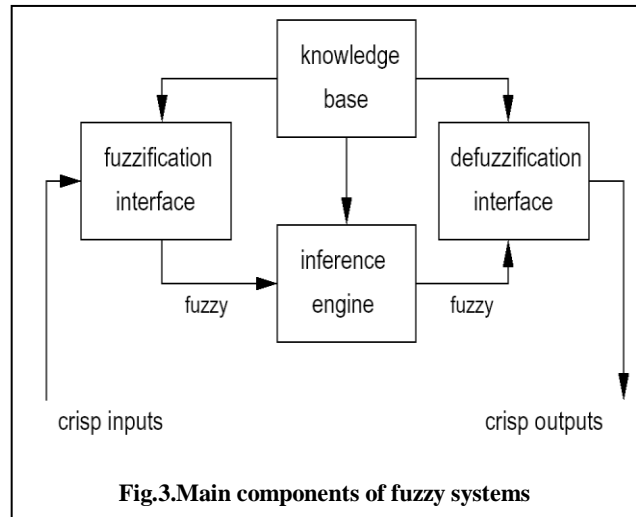 knowledge
base
fuzzification
interface
defuzzification
interface
inference
engine
fuzzy
fuzzy
crisp inputs
crisp outputs
Fig.3.Main components of fuzzy systems